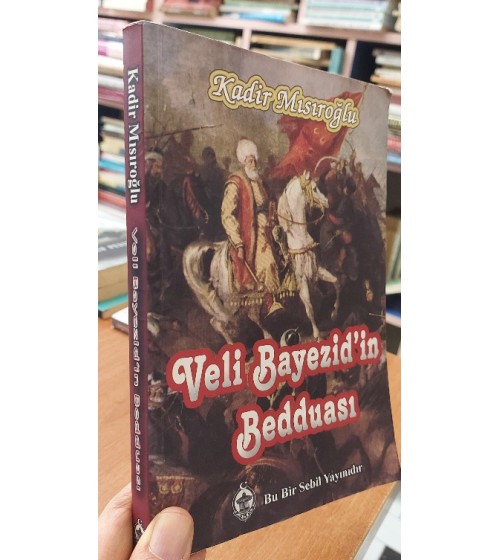 Kadir Mısıroğlu
Veli Bayezid'in
Bedduası
Bu Bir Sebil Yayınıdır
Kadir Mısıroğlu Veli Bayezid'in Bedduası